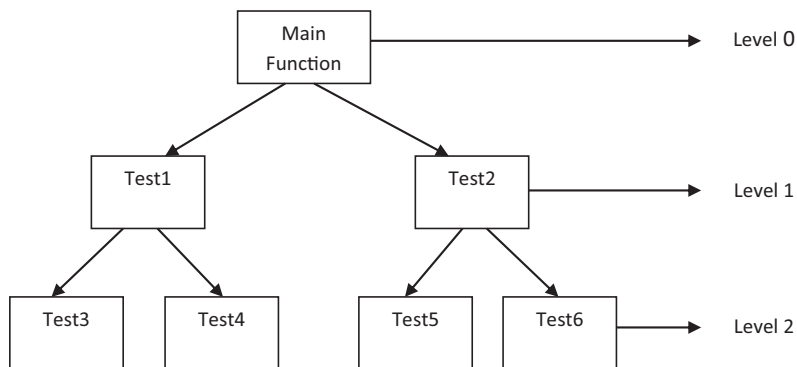 Main
Function
Level 0
Test1
Test2
Level 1
Test3
Test4
Test5
Test6
Level 2